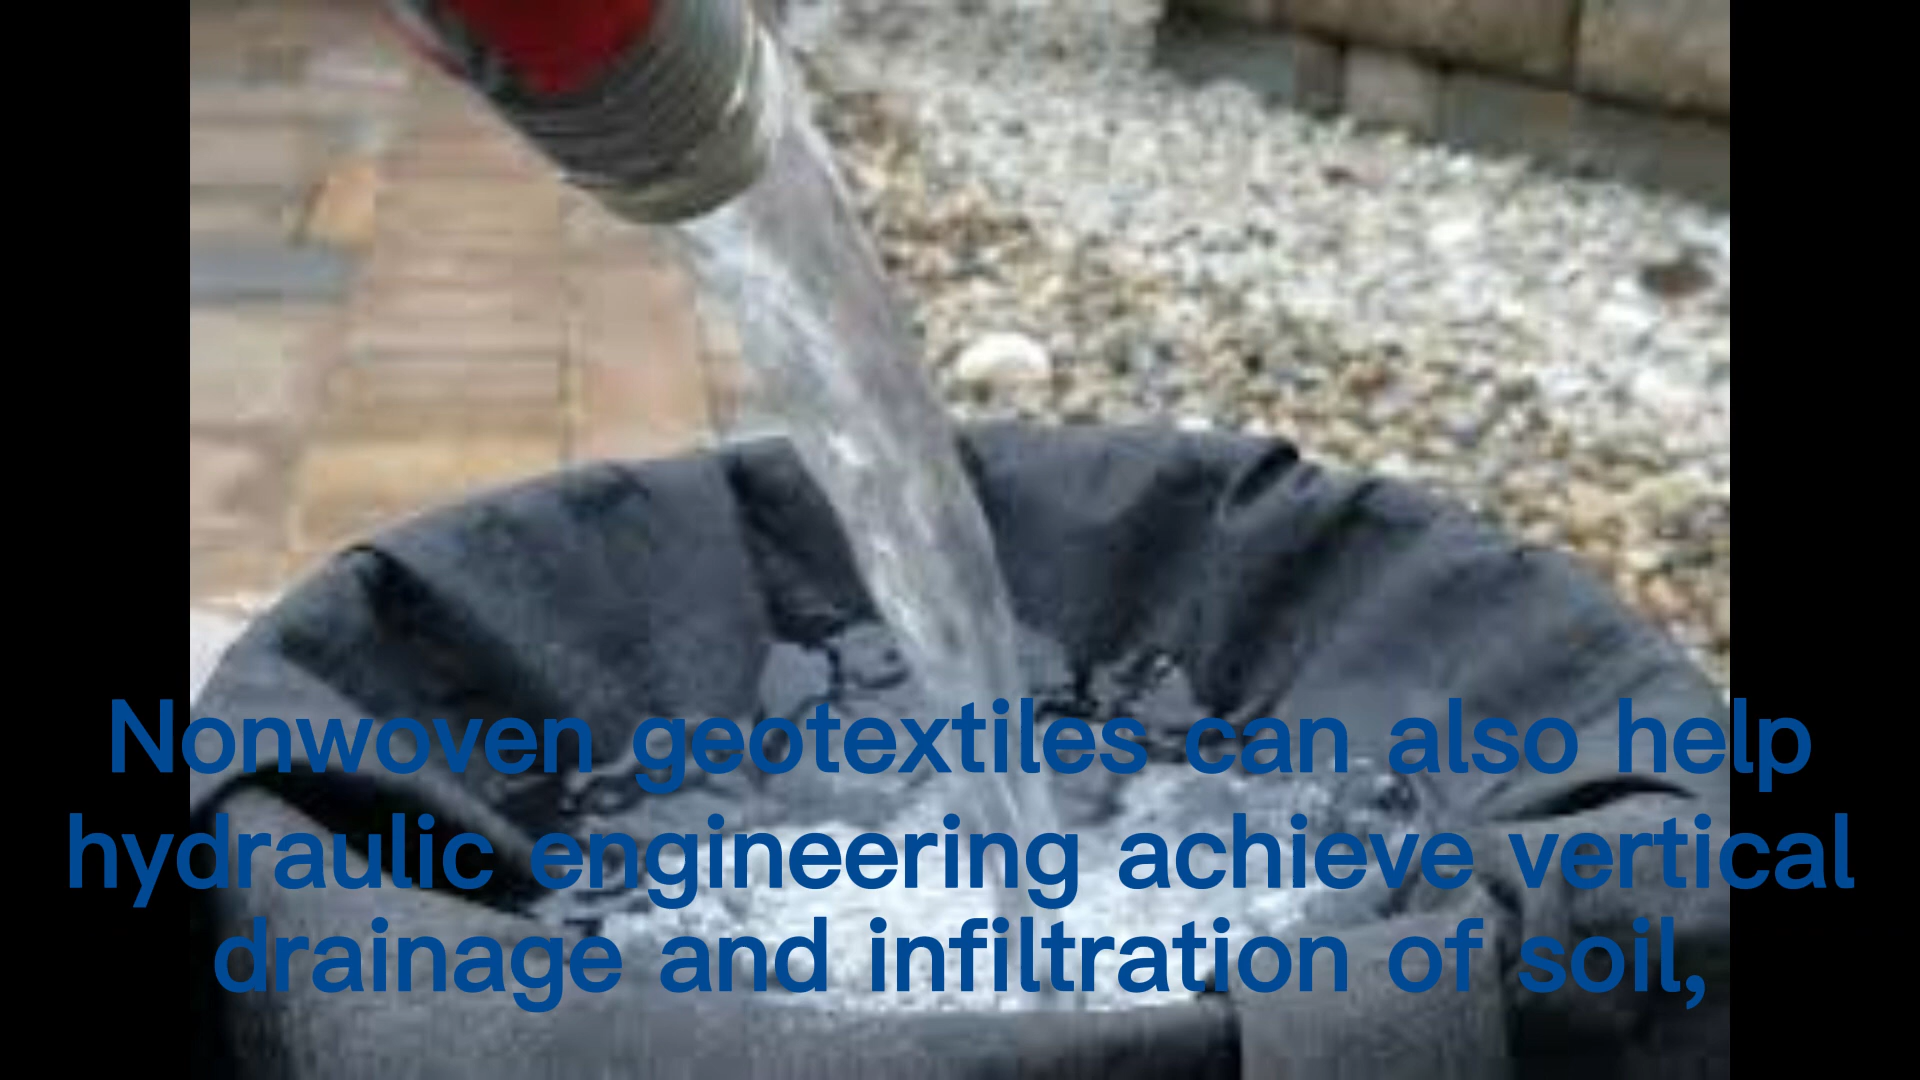 Nonwoven geotextiles can also help
hydraulic engineering achieve vertical
drainage and infiltration of soil,